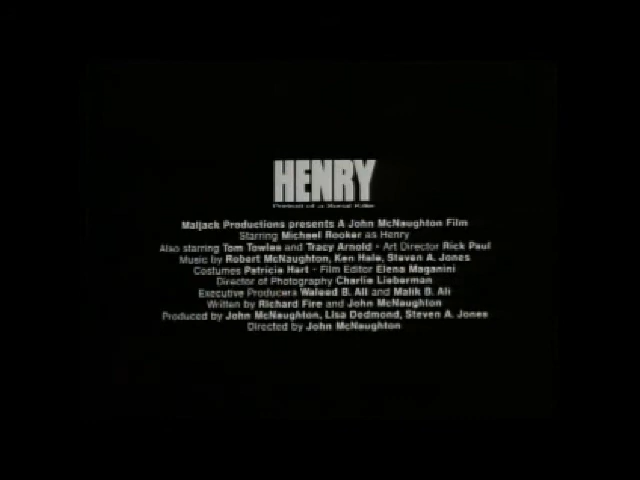 HENRY
Portrait of a Serial Killer
Maljack Productions presents A John McNaughton Film
Starring Michael Rooker as Henry
Also starring Tom Towles and Tracy Arnold · Art Director Rick Paul
Music by Robert McNaughton, Ken Hale, Steven A. Jones
Costumes Patricia Hart · Film Editor Elena Maganini
Director of Photography Charlie Lieberman
Executive Producers Waleed B. Ali and Malik B. Ali
Written by Richard Fire and John McNaughton
Produced by John McNaughton, Lisa Dedmond, Steven A. Jones
Directed by John McNaughton